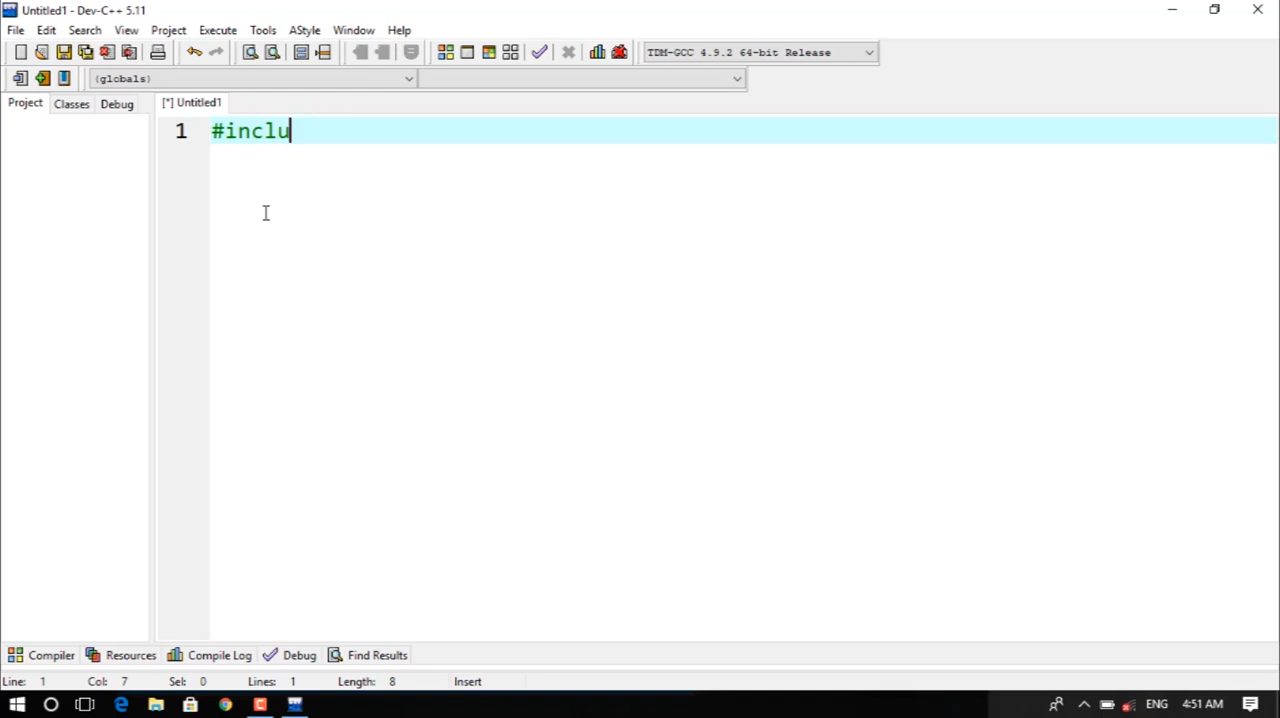 Untitled1 - Dev-C++ 5.11
File Edit Search View Project Execute Tools AStyle Window Help
TDM-GCC 4.9.2 64-bit Release
(globals)
Project Classes Debug [*] Untitled1
1 #inclu
Compiler Resources Compile Log Debug Find Results
Line: 1 Col: 7 Sel: 0 Lines: 1 Length: 8 Insert
ENG 4:51 AM